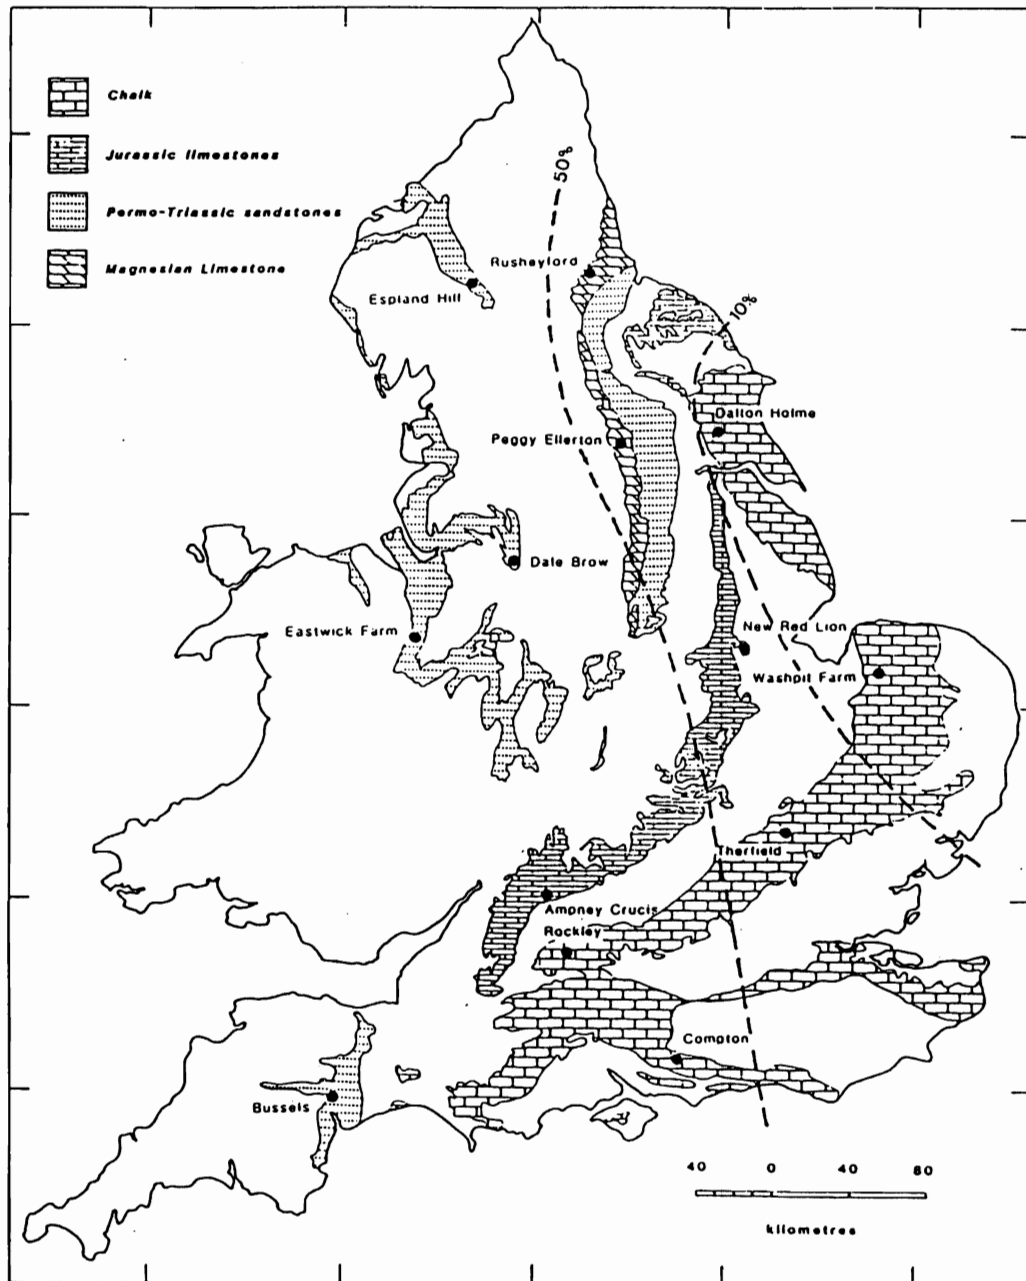 Chalk
Jurassic limestones
Permo-Triassic sandstones
Magnesian Limestone
50%
10%
Rusheyford
Espland Hill
Dalton Holme
Peggy Ellerton
Dale Brow
Eastwick Farm
New Red Lion
Washpit Farm
Therfield
Ampney Crucis
Rockley
Compton
Bussels
40 0 40 80
kilometres